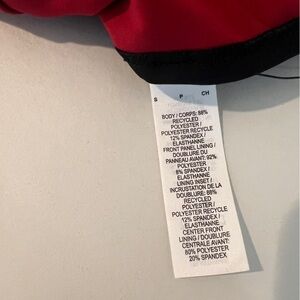 S P CH
BODY / CORPS: 88%
RECYCLED
POLYESTER /
POLYESTER RECYCLE
12% SPANDEX /
ELASTHANNE
FRONT PANEL LINING /
DOUBLURE DU
PANNEAU AVANT: 92%
POLYESTER
8% SPANDEX /
ELASTHANNE
LINING INSET /
INCRUSTATION DE LA
DOUBLURE: 88%
RECYCLED
POLYESTER /
POLYESTER RECYCLE
12% SPANDEX /
ELASTHANNE
CENTER FRONT
LINING / DOUBLURE
CENTRALE AVANT:
80% POLYESTER
20% SPANDEX